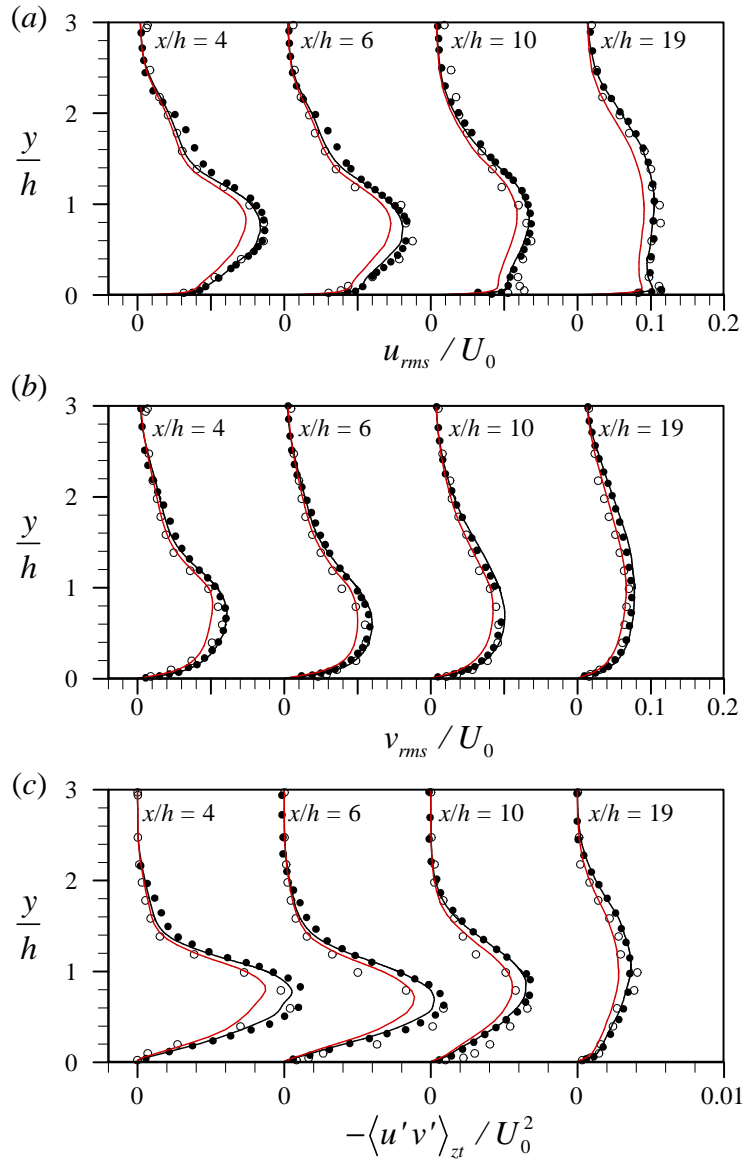 (a)
3
x/h = 4
x/h = 6
x/h = 10
x/h = 19
2
y/h
1
0
0 0 0 0 0.1 0.2
u_rms / U_0
(b)
3
x/h = 4
x/h = 6
x/h = 10
x/h = 19
2
y/h
1
0
0 0 0 0 0.1 0.2
v_rms / U_0
(c)
3
x/h = 4
x/h = 6
x/h = 10
x/h = 19
2
y/h
1
0
0 0 0 0 0.01
−⟨u'v'⟩_zt / U_0^2